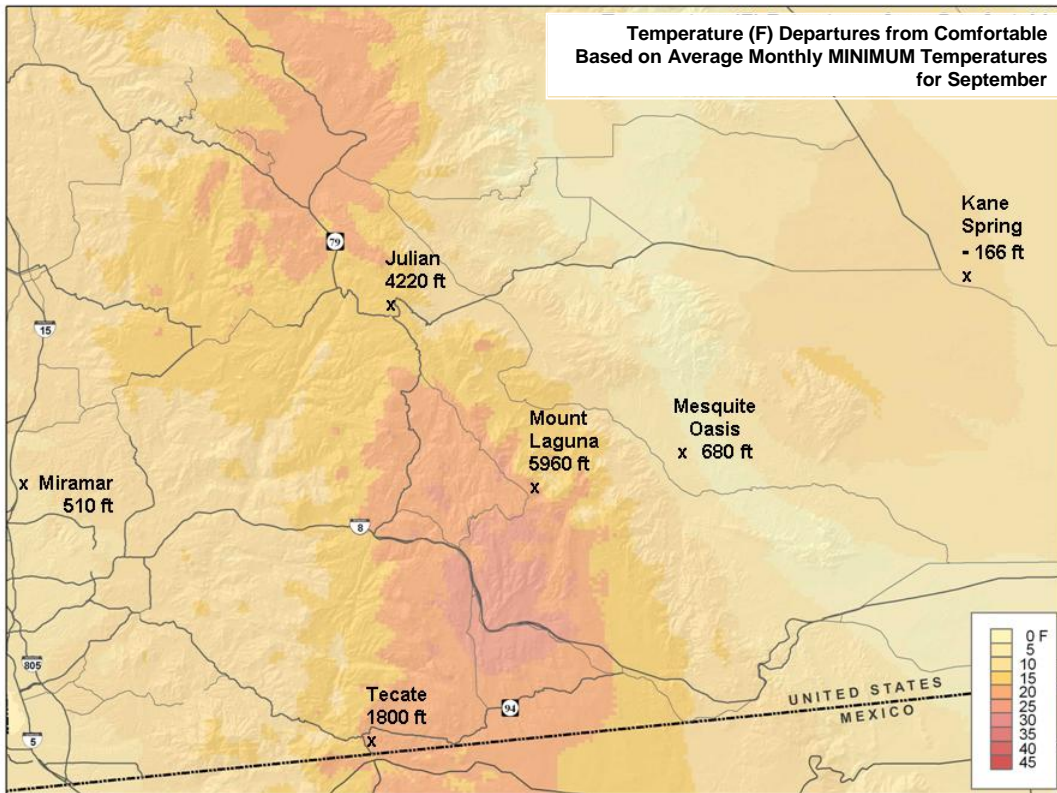 Temperature (F) Departures from Comfortable
Based on Average Monthly MINIMUM Temperatures
for September
Kane
Spring
- 166 ft
x
79
Julian
4220 ft
x
15
Mount
Laguna
5960 ft
x
Mesquite
Oasis
x 680 ft
x Miramar
510 ft
8
805
Tecate
1800 ft
x
94
5
UNITED STATES
MEXICO
0 F
5
10
15
20
25
30
35
40
45